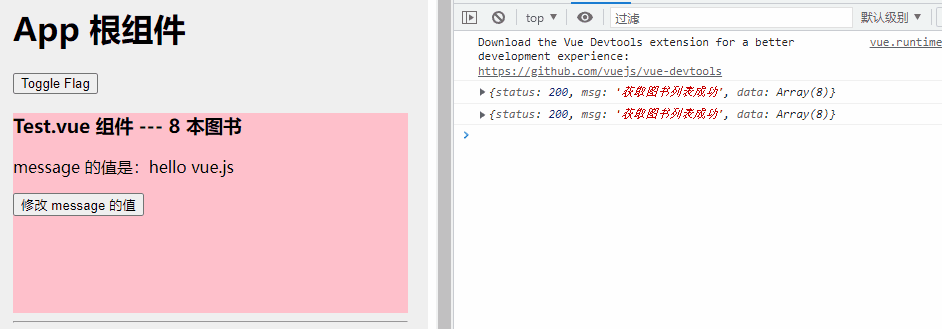 App 根组件
Toggle Flag
Test.vue 组件 --- 8 本图书
message 的值是：hello vue.js
修改 message 的值
top
过滤
默认级别
Download the Vue Devtools extension for a better
vue.runtime
development experience:
https://github.com/vuejs/vue-devtools
{status: 200, msg: '获取图书列表成功', data: Array(8)}
{status: 200, msg: '获取图书列表成功', data: Array(8)}